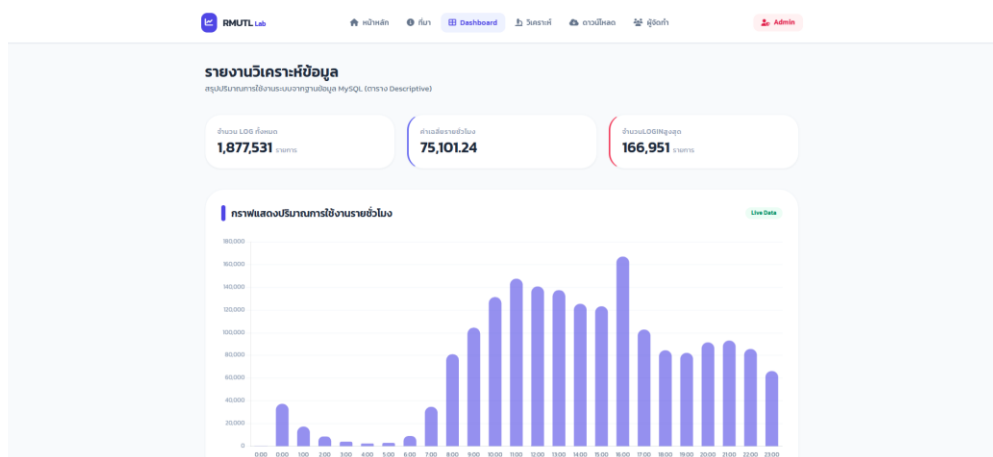 RMUTL Lab
หน้าหลัก ที่มา Dashboard วิเคราะห์ ดาวน์โหลด ผู้จัดทำ Admin
รายงานวิเคราะห์ข้อมูล
สรุปปริมาณการใช้งานระบบจากฐานข้อมูล MySQL (ตาราง Descriptive)
จำนวน LOG ทั้งหมด
1,877,531 รายการ
ค่าเฉลี่ยรายชั่วโมง
75,101.24
จำนวนLOGINสูงสุด
166,951 รายการ
กราฟแสดงปริมาณการใช้งานรายชั่วโมง
Live Data
180,000
160,000
140,000
120,000
100,000
80,000
60,000
40,000
20,000
0
0:00 0:00 1:00 2:00 3:00 4:00 5:00 6:00 7:00 8:00 9:00 10:00 11:00 12:00 13:00 14:00 15:00 16:00 17:00 18:00 19:00 20:00 21:00 22:00 23:00